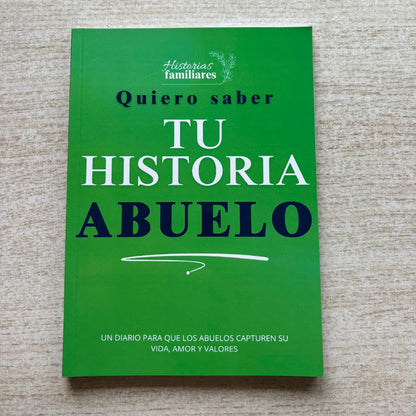 Historias
familiares
Quiero saber
TU
HISTORIA
ABUELO
UN DIARIO PARA QUE LOS ABUELOS CAPTUREN SU
VIDA, AMOR Y VALORES